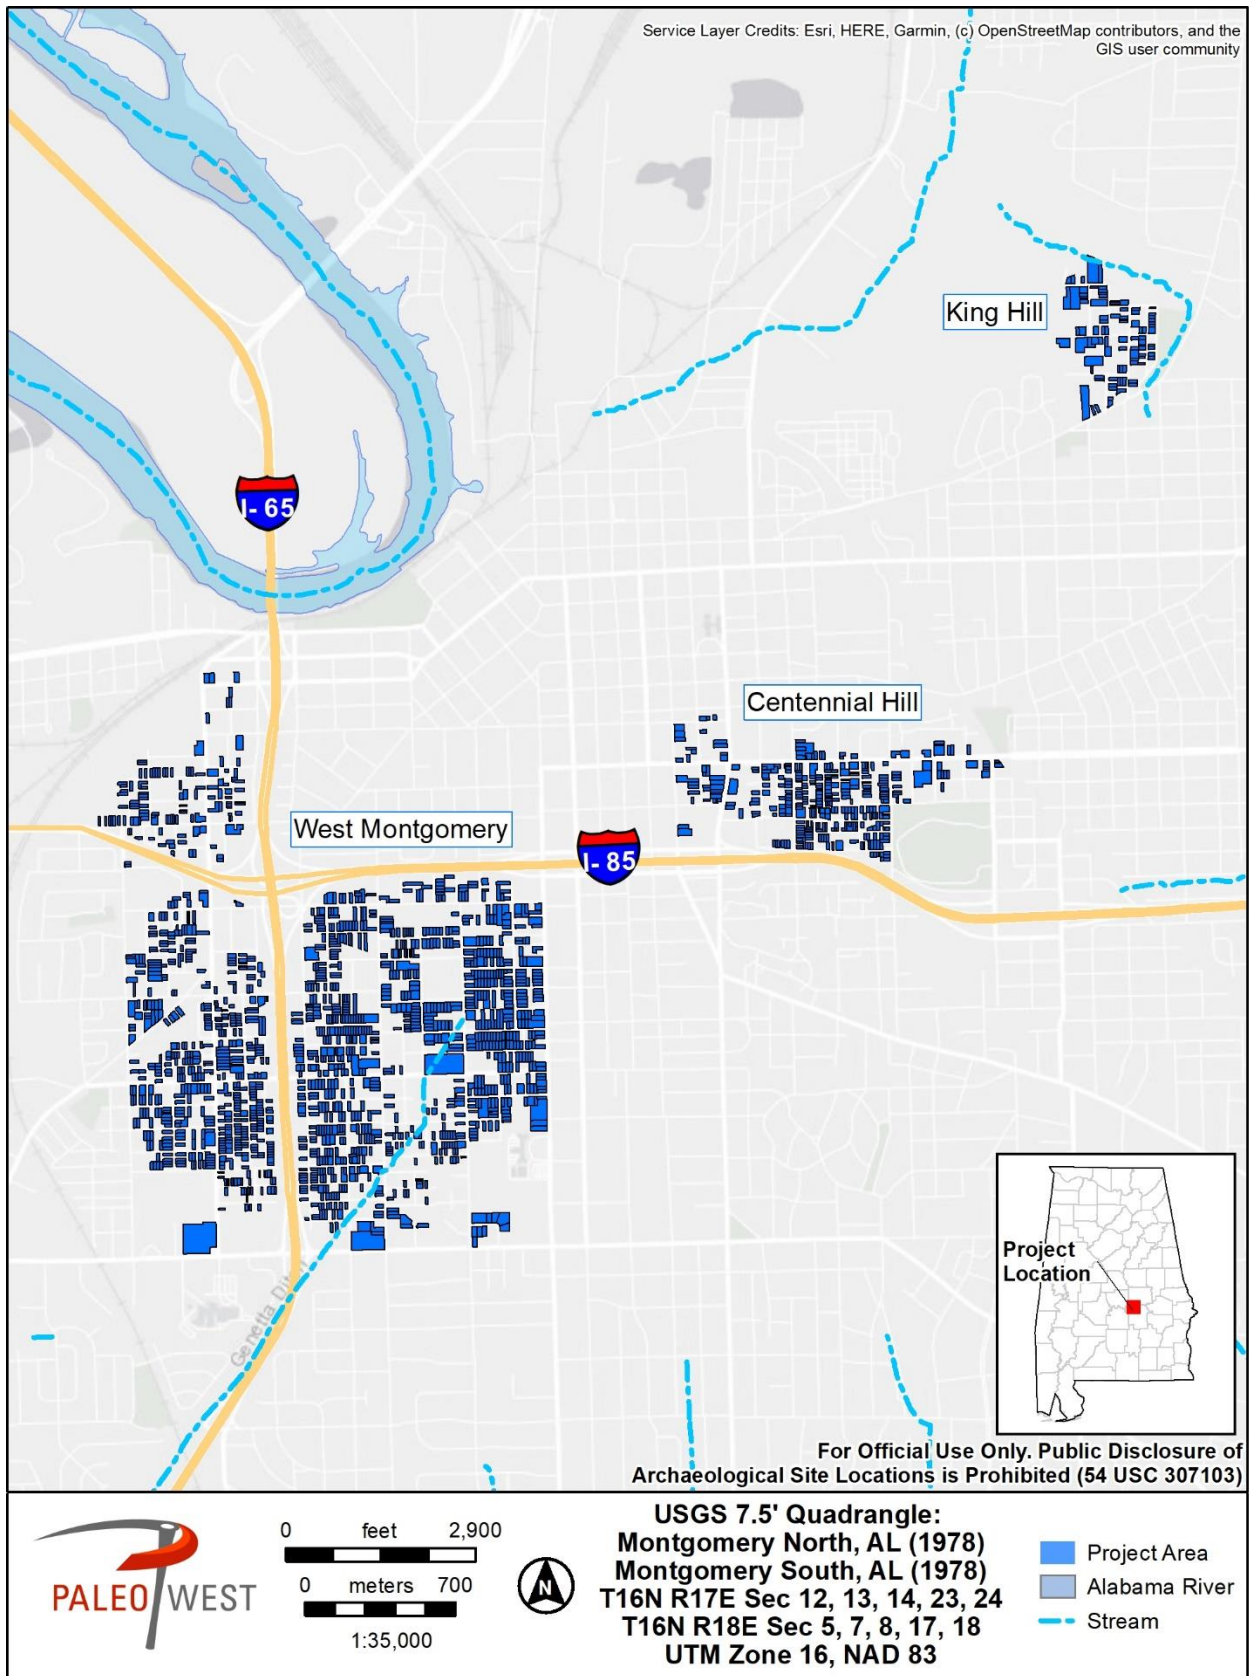 Service Layer Credits: Esri, HERE, Garmin, (c) OpenStreetMap contributors, and the
GIS user community
King Hill
I- 65
Centennial Hill
West Montgomery
I- 85
Project
Location
Genetta Ditch
For Official Use Only. Public Disclosure of
Archaeological Site Locations is Prohibited (54 USC 307103)
PALEO WEST
0 feet 2,900
0 meters 700
1:35,000
N
USGS 7.5' Quadrangle:
Montgomery North, AL (1978)
Montgomery South, AL (1978)
T16N R17E Sec 12, 13, 14, 23, 24
T16N R18E Sec 5, 7, 8, 17, 18
UTM Zone 16, NAD 83
Project Area
Alabama River
Stream